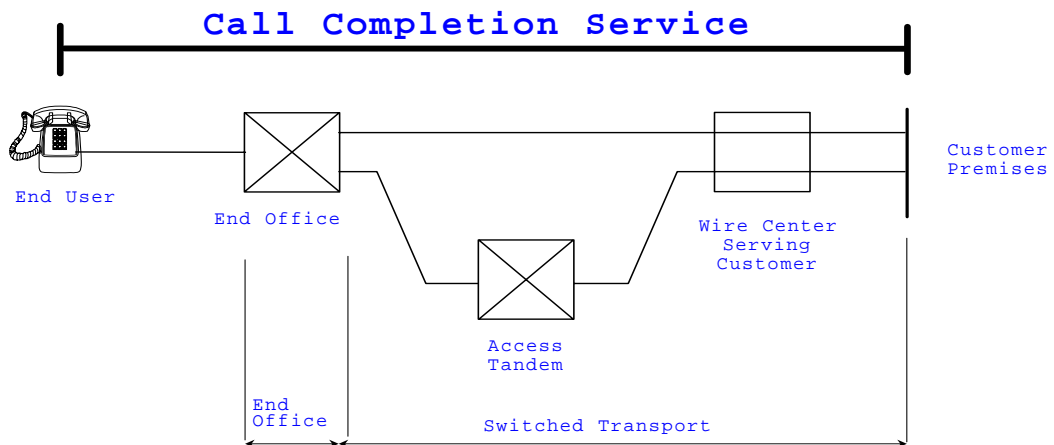 Call Completion Service
End User
End Office
Customer
Premises
Wire Center
Serving
Customer
Access
Tandem
End
Office
Switched Transport